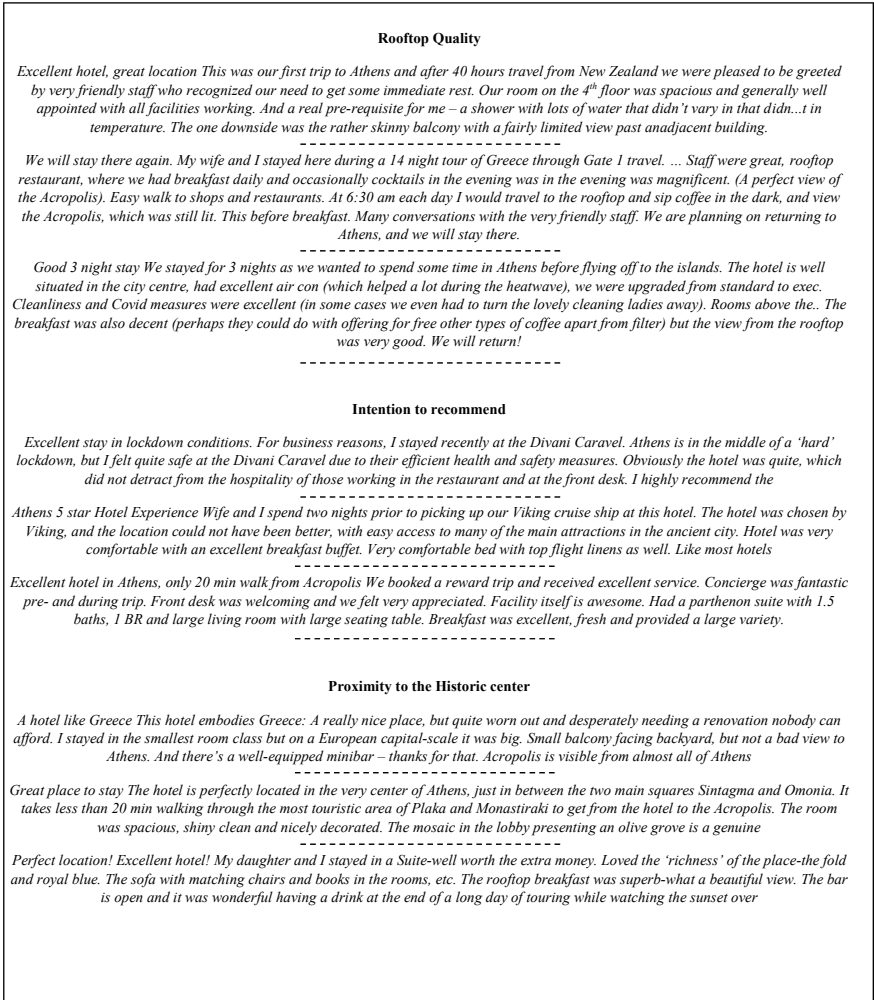 Rooftop Quality
Excellent hotel, great location This was our first trip to Athens and after 40 hours travel from New Zealand we were pleased to be greeted
by very friendly staff who recognized our need to get some immediate rest. Our room on the 4th floor was spacious and generally well
appointed with all facilities working. And a real pre-requisite for me – a shower with lots of water that didn't vary in that didn...t in
temperature. The one downside was the rather skinny balcony with a fairly limited view past anadjacent building.
We will stay there again. My wife and I stayed here during a 14 night tour of Greece through Gate 1 travel. … Staff were great, rooftop
restaurant, where we had breakfast daily and occasionally cocktails in the evening was in the evening was magnificent. (A perfect view of
the Acropolis). Easy walk to shops and restaurants. At 6:30 am each day I would travel to the rooftop and sip coffee in the dark, and view
the Acropolis, which was still lit. This before breakfast. Many conversations with the very friendly staff. We are planning on returning to
Athens, and we will stay there.
Good 3 night stay We stayed for 3 nights as we wanted to spend some time in Athens before flying off to the islands. The hotel is well
situated in the city centre, had excellent air con (which helped a lot during the heatwave), we were upgraded from standard to exec.
Cleanliness and Covid measures were excellent (in some cases we even had to turn the lovely cleaning ladies away). Rooms above the.. The
breakfast was also decent (perhaps they could do with offering for free other types of coffee apart from filter) but the view from the rooftop
was very good. We will return!
Intention to recommend
Excellent stay in lockdown conditions. For business reasons, I stayed recently at the Divani Caravel. Athens is in the middle of a 'hard'
lockdown, but I felt quite safe at the Divani Caravel due to their efficient health and safety measures. Obviously the hotel was quite, which
did not detract from the hospitality of those working in the restaurant and at the front desk. I highly recommend the
Athens 5 star Hotel Experience Wife and I spend two nights prior to picking up our Viking cruise ship at this hotel. The hotel was chosen by
Viking, and the location could not have been better, with easy access to many of the main attractions in the ancient city. Hotel was very
comfortable with an excellent breakfast buffet. Very comfortable bed with top flight linens as well. Like most hotels
Excellent hotel in Athens, only 20 min walk from Acropolis We booked a reward trip and received excellent service. Concierge was fantastic
pre- and during trip. Front desk was welcoming and we felt very appreciated. Facility itself is awesome. Had a parthenon suite with 1.5
baths, 1 BR and large living room with large seating table. Breakfast was excellent, fresh and provided a large variety.
Proximity to the Historic center
A hotel like Greece This hotel embodies Greece: A really nice place, but quite worn out and desperately needing a renovation nobody can
afford. I stayed in the smallest room class but on a European capital-scale it was big. Small balcony facing backyard, but not a bad view to
Athens. And there's a well-equipped minibar – thanks for that. Acropolis is visible from almost all of Athens
Great place to stay The hotel is perfectly located in the very center of Athens, just in between the two main squares Sintagma and Omonia. It
takes less than 20 min walking through the most touristic area of Plaka and Monastiraki to get from the hotel to the Acropolis. The room
was spacious, shiny clean and nicely decorated. The mosaic in the lobby presenting an olive grove is a genuine
Perfect location! Excellent hotel! My daughter and I stayed in a Suite-well worth the extra money. Loved the 'richness' of the place-the fold
and royal blue. The sofa with matching chairs and books in the rooms, etc. The rooftop breakfast was superb-what a beautiful view. The bar
is open and it was wonderful having a drink at the end of a long day of touring while watching the sunset over